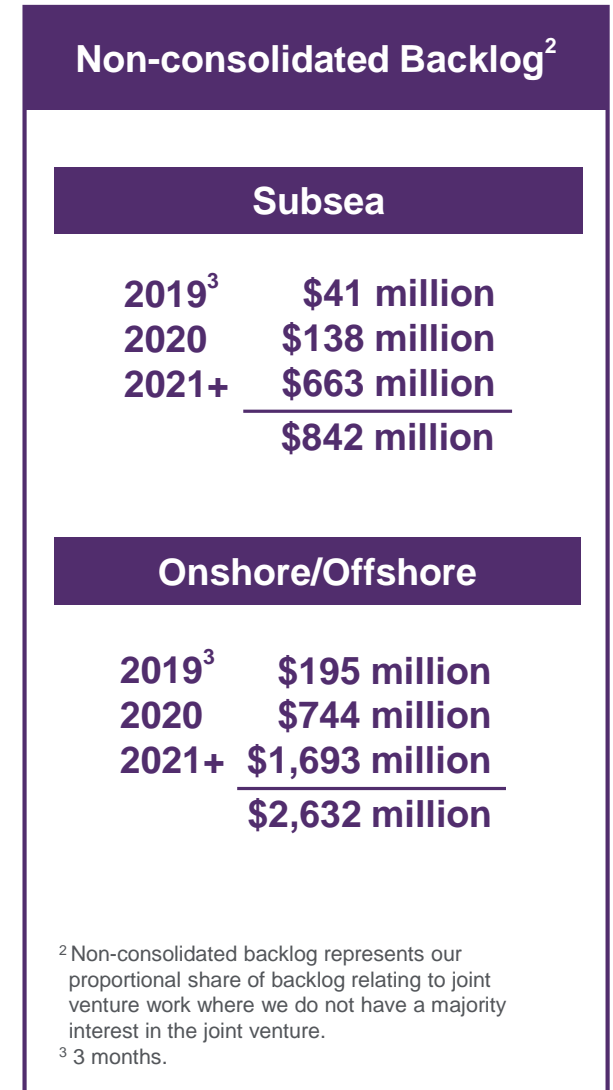 Non-consolidated Backlog2
Subsea
20193 $41 million
2020 $138 million
2021+ $663 million
$842 million
Onshore/Offshore
20193 $195 million
2020 $744 million
2021+ $1,693 million
$2,632 million
2 Non-consolidated backlog represents our
proportional share of backlog relating to joint
venture work where we do not have a majority
interest in the joint venture.
3 3 months.